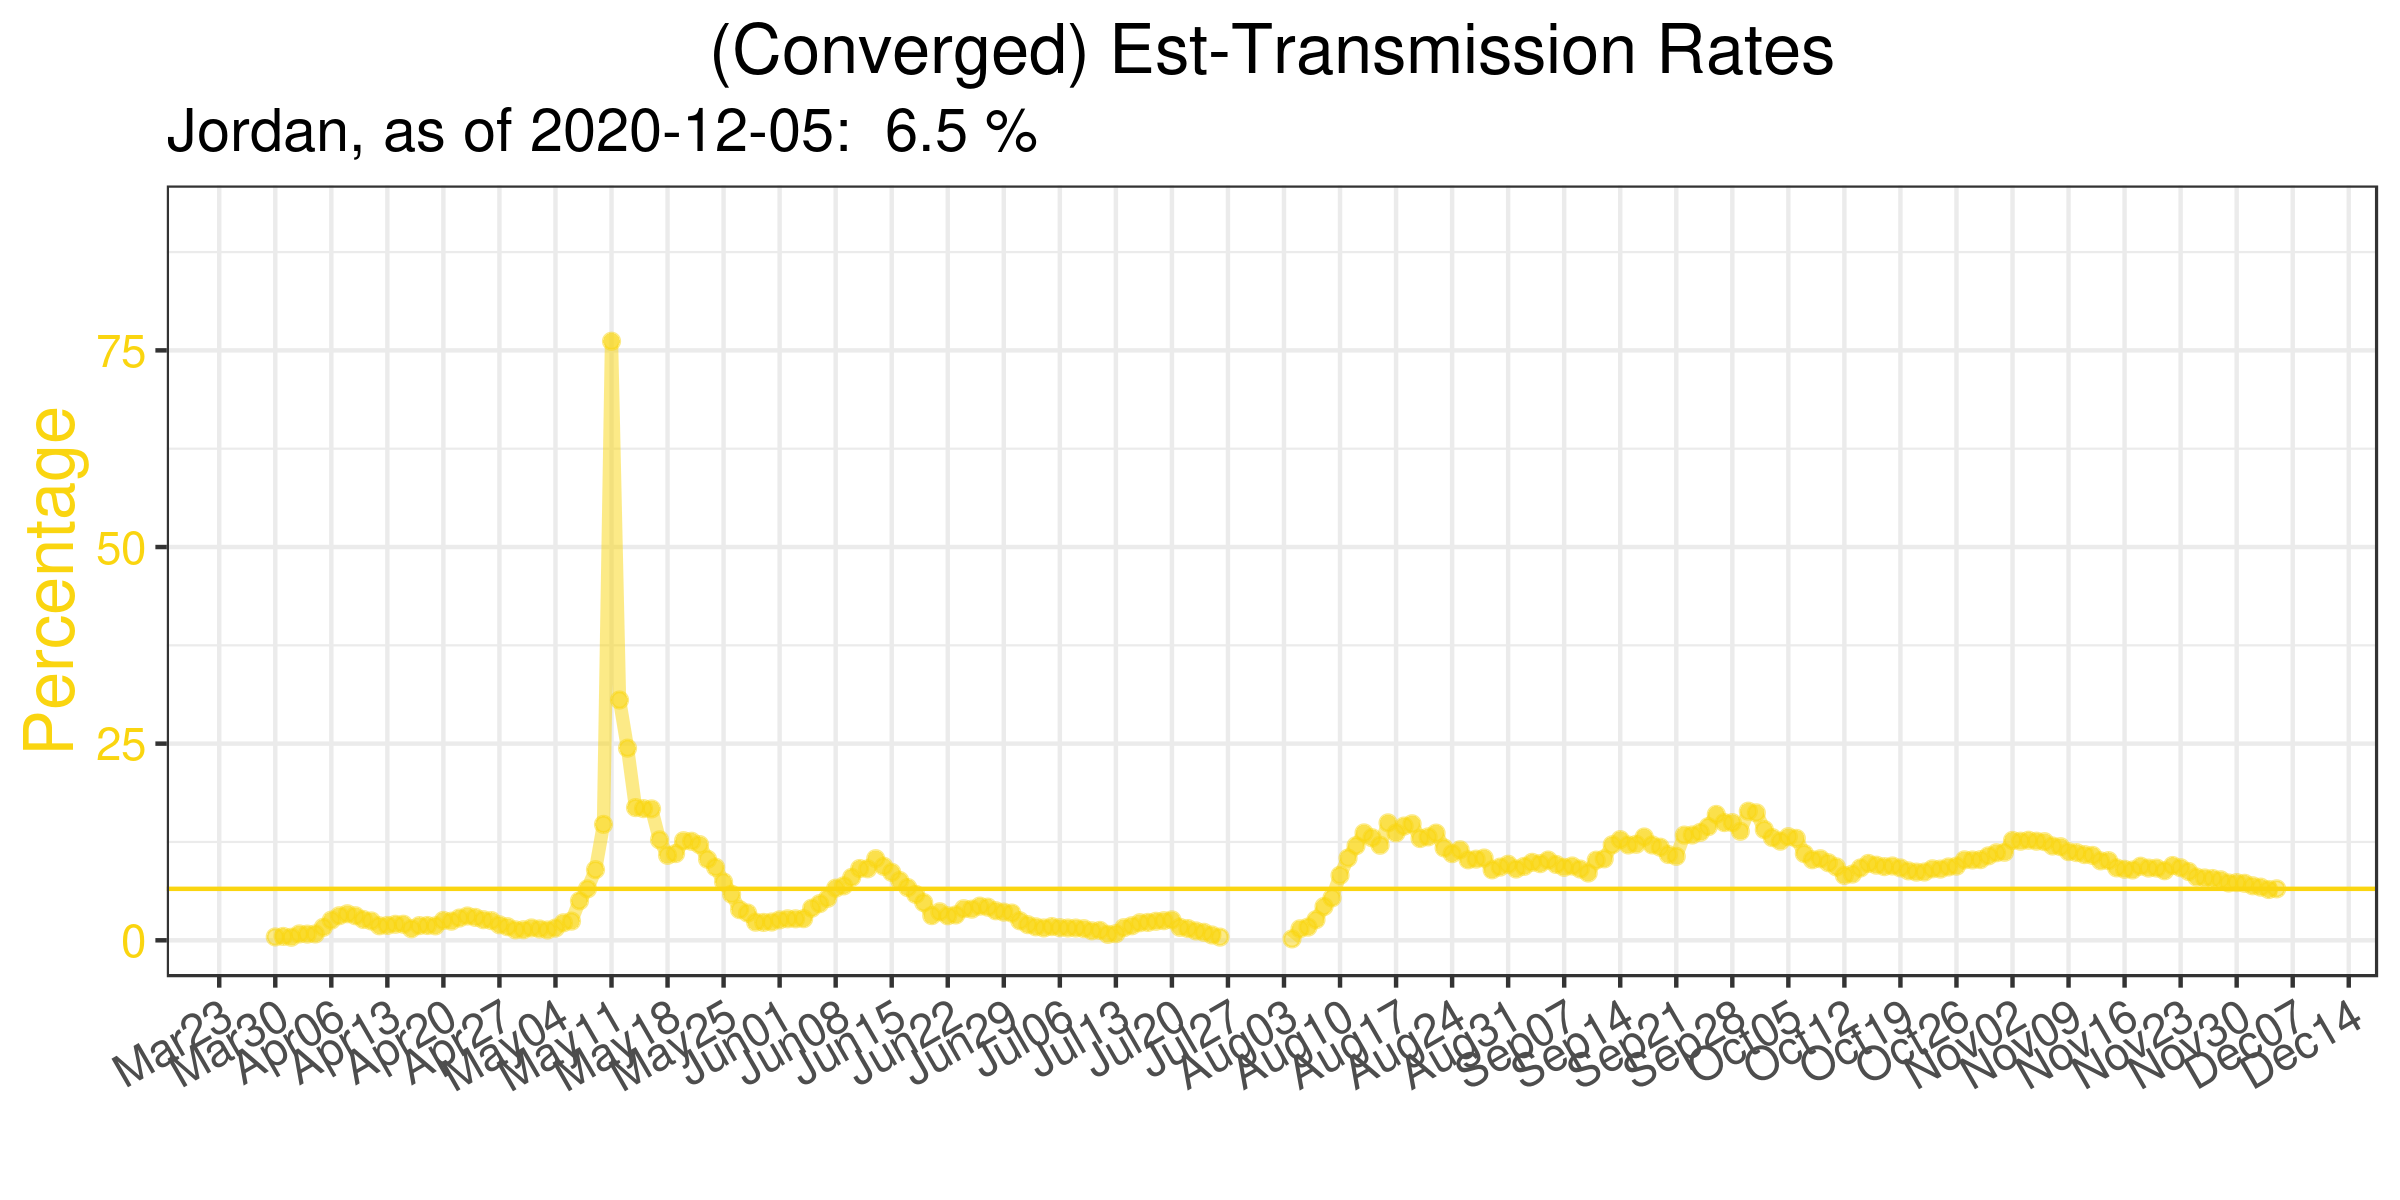 (Converged) Est-Transmission Rates
Jordan, as of 2020-12-05:  6.5 %
Percentage
75
50
25
0
Mar23
Mar30
Apr06
Apr13
Apr20
Apr27
May04
May11
May18
May25
Jun01
Jun08
Jun15
Jun22
Jun29
Jul06
Jul13
Jul20
Jul27
Aug03
Aug10
Aug17
Aug24
Aug31
Sep07
Sep14
Sep21
Sep28
Oct05
Oct12
Oct19
Oct26
Nov02
Nov09
Nov16
Nov23
Nov30
Dec07
Dec14